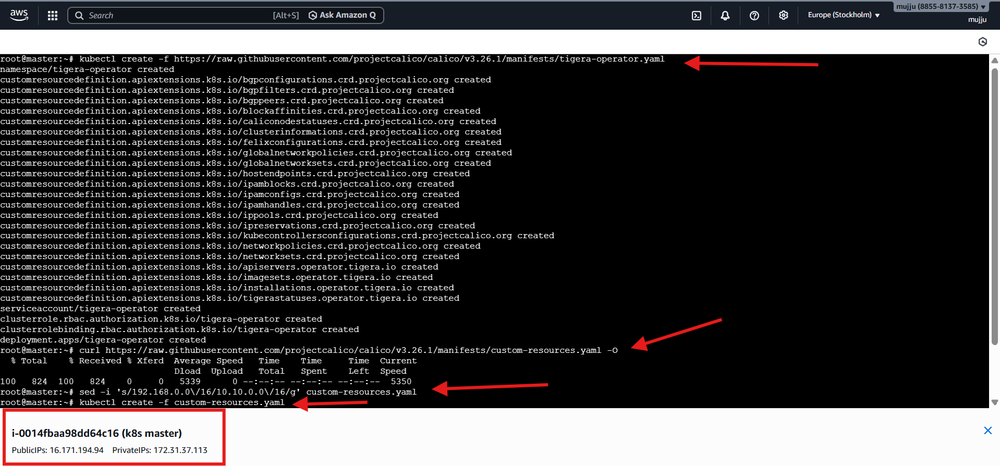 aws
Search [Alt+S] Ask Amazon Q
Europe (Stockholm)
mujju (8855-8137-3585)
mujju
root@master:~# kubectl create -f https://raw.githubusercontent.com/projectcalico/calico/v3.26.1/manifests/tigera-operator.yaml
namespace/tigera-operator created
customresourcedefinition.apiextensions.k8s.io/bgpconfigurations.crd.projectcalico.org created
customresourcedefinition.apiextensions.k8s.io/bgpfilters.crd.projectcalico.org created
customresourcedefinition.apiextensions.k8s.io/bgppeers.crd.projectcalico.org created
customresourcedefinition.apiextensions.k8s.io/blockaffinities.crd.projectcalico.org created
customresourcedefinition.apiextensions.k8s.io/caliconodestatuses.crd.projectcalico.org created
customresourcedefinition.apiextensions.k8s.io/clusterinformations.crd.projectcalico.org created
customresourcedefinition.apiextensions.k8s.io/felixconfigurations.crd.projectcalico.org created
customresourcedefinition.apiextensions.k8s.io/globalnetworkpolicies.crd.projectcalico.org created
customresourcedefinition.apiextensions.k8s.io/globalnetworksets.crd.projectcalico.org created
customresourcedefinition.apiextensions.k8s.io/hostendpoints.crd.projectcalico.org created
customresourcedefinition.apiextensions.k8s.io/ipamblocks.crd.projectcalico.org created
customresourcedefinition.apiextensions.k8s.io/ipamconfigs.crd.projectcalico.org created
customresourcedefinition.apiextensions.k8s.io/ipamhandles.crd.projectcalico.org created
customresourcedefinition.apiextensions.k8s.io/ippools.crd.projectcalico.org created
customresourcedefinition.apiextensions.k8s.io/ipreservations.crd.projectcalico.org created
customresourcedefinition.apiextensions.k8s.io/kubecontrollersconfigurations.crd.projectcalico.org created
customresourcedefinition.apiextensions.k8s.io/networkpolicies.crd.projectcalico.org created
customresourcedefinition.apiextensions.k8s.io/networksets.crd.projectcalico.org created
customresourcedefinition.apiextensions.k8s.io/apiservers.operator.tigera.io created
customresourcedefinition.apiextensions.k8s.io/imagesets.operator.tigera.io created
customresourcedefinition.apiextensions.k8s.io/installations.operator.tigera.io created
customresourcedefinition.apiextensions.k8s.io/tigerastatuses.operator.tigera.io created
serviceaccount/tigera-operator created
clusterrole.rbac.authorization.k8s.io/tigera-operator created
clusterrolebinding.rbac.authorization.k8s.io/tigera-operator created
deployment.apps/tigera-operator created
root@master:~# curl https://raw.githubusercontent.com/projectcalico/calico/v3.26.1/manifests/custom-resources.yaml -O
% Total % Received % Xferd Average Speed Time Time Time Current
Dload Upload Total Spent Left Speed
100 824 100 824 0 0 5339 0 --:--:-- --:--:-- --:--:-- 5350
root@master:~# sed -i 's/192.168.0.0\/16/10.10.0.0\/16/g' custom-resources.yaml
root@master:~# kubectl create -f custom-resources.yaml
i-0014fbaa98dd64c16 (k8s master)
PublicIPs: 16.171.194.94 PrivateIPs: 172.31.37.113